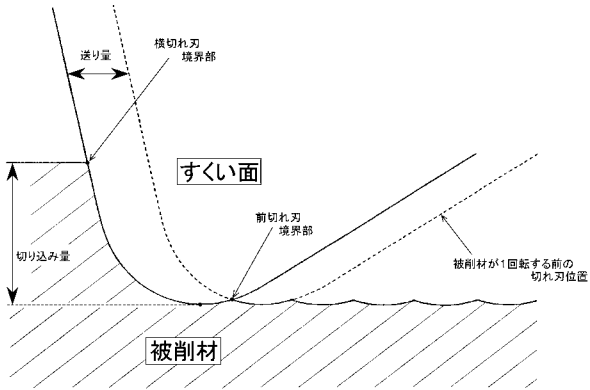 送り量
横切れ刃
境界部
すくい面
前切れ刃
境界部
切り込み量
被削材が1回転する前の
切れ刃位置
被削材